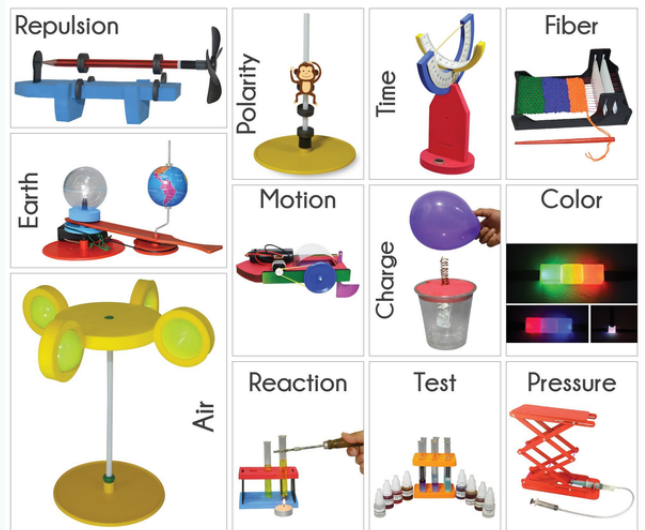 Repulsion
Polarity
Time
Fiber
Earth
Motion
Charge
Color
Air
Reaction
Test
Pressure